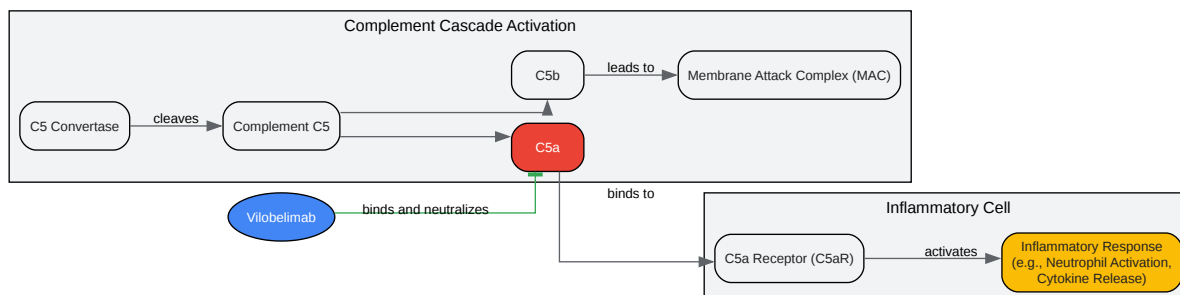 Complement Cascade Activation
C5b
leads to
Membrane Attack Complex (MAC)
C5 Convertase
cleaves
Complement C5
C5a
Vilobelimab
binds and neutralizes
binds to
Inflammatory Cell
C5a Receptor (C5aR)
activates
Inflammatory Response
(e.g., Neutrophil Activation,
Cytokine Release)